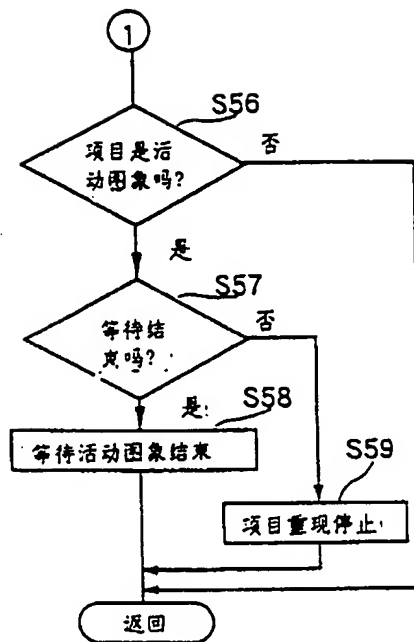 1
S56
项目是活
动图象吗?
否
是
S57
等待结
束吗?
否
是:
S58
等待活动图象结束
S59
项目重现停止
返回